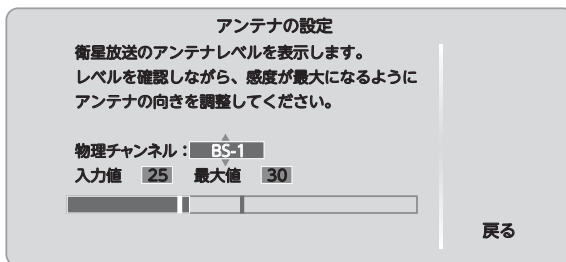 アンテナの設定
衛星放送のアンテナレベルを表示します。
レベルを確認しながら、感度が最大になるように
アンテナの向きを調整してください。
物理チャンネル：BS-1
入力値 25 最大値 30
戻る